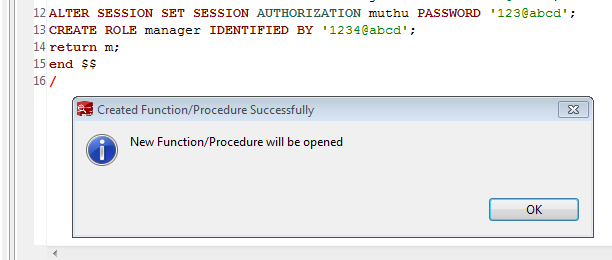 12 ALTER SESSION SET SESSION AUTHORIZATION muthu PASSWORD '123@abcd';
13 CREATE ROLE manager IDENTIFIED BY '1234@abcd';
14 return m;
15 end $$
16 /
Created Function/Procedure Successfully
New Function/Procedure will be opened
OK